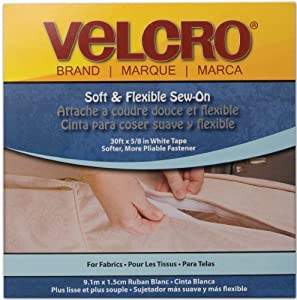 VELCRO®
BRAND | MARQUE | MARCA
Soft & Flexible Sew-On
Attache à coudre douce et flexible
Cinta para coser suave y flexible
30ft x 5/8 in White Tape
Softer, More Pliable Fastener
For Fabrics • Pour Les Tissus • Para Telas
9.1m x 1.5cm Ruban Blanc • Cinta Blanca
Plus lisse et plus souple • Sujetador más suave y más flexible